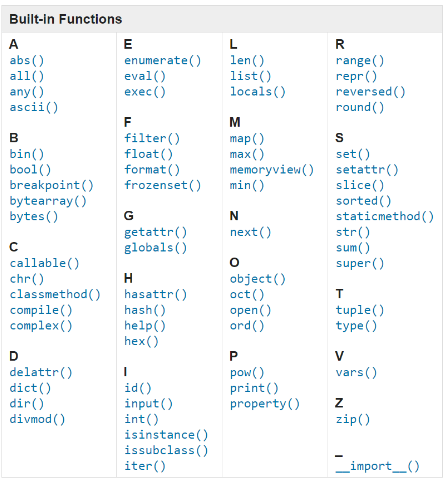 Built-in Functions
A
abs()
all()
any()
ascii()
B
bin()
bool()
breakpoint()
bytearray()
bytes()
C
callable()
chr()
classmethod()
compile()
complex()
D
delattr()
dict()
dir()
divmod()
E
enumerate()
eval()
exec()
F
filter()
float()
format()
frozenset()
G
getattr()
globals()
H
hasattr()
hash()
help()
hex()
I
id()
input()
int()
isinstance()
issubclass()
iter()
L
len()
list()
locals()
M
map()
max()
memoryview()
min()
N
next()
O
object()
oct()
open()
ord()
P
pow()
print()
property()
R
range()
repr()
reversed()
round()
S
set()
setattr()
slice()
sorted()
staticmethod()
str()
sum()
super()
T
tuple()
type()
V
vars()
Z
zip()
_
__import__()